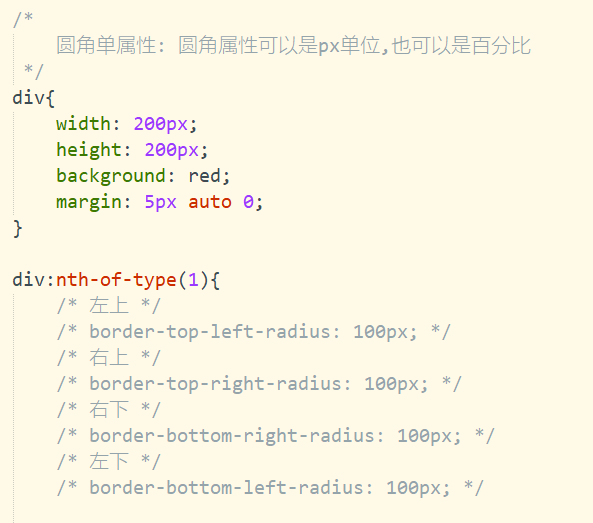 /*
圆角单属性: 圆角属性可以是px单位,也可以是百分比
*/
div{
width: 200px;
height: 200px;
background: red;
margin: 5px auto 0;
}
div:nth-of-type(1){
/* 左上 */
/* border-top-left-radius: 100px; */
/* 右上 */
/* border-top-right-radius: 100px; */
/* 右下 */
/* border-bottom-right-radius: 100px; */
/* 左下 */
/* border-bottom-left-radius: 100px; */